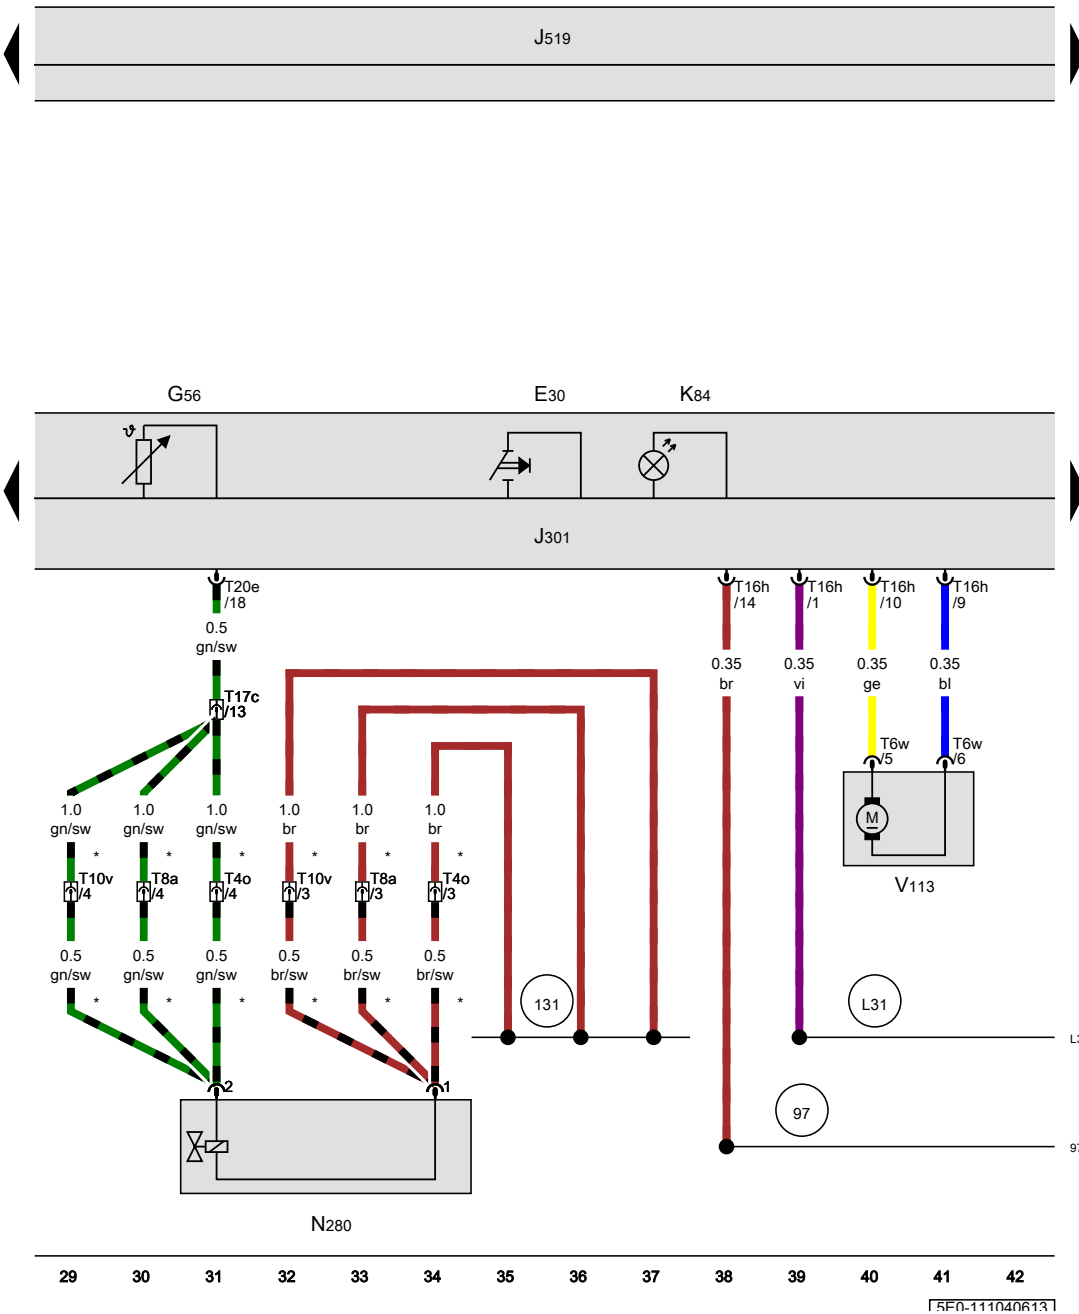 J519
G56 E30 K84
J301
T20e T16h T16h T16h T16h
/18 /14 /1 /10 /9
0.5
gn/sw
0.35 0.35 0.35 0.35
br vi ge bl
T17c
/13
T6w T6w
/5 /6
1.0 1.0 1.0 1.0 1.0 1.0
gn/sw gn/sw gn/sw br br br
M
* * * * * *
T10v T8a T4o T10v T8a T4o
/4 /4 /4 /3 /3 /3
V113
0.5 0.5 0.5 0.5 0.5 0.5
gn/sw gn/sw gn/sw br/sw br/sw br/sw
* * * * * *
131 L31
2 1
97
97
N280
29 30 31 32 33 34 35 36 37 38 39 40 41 42
5E0-111040613